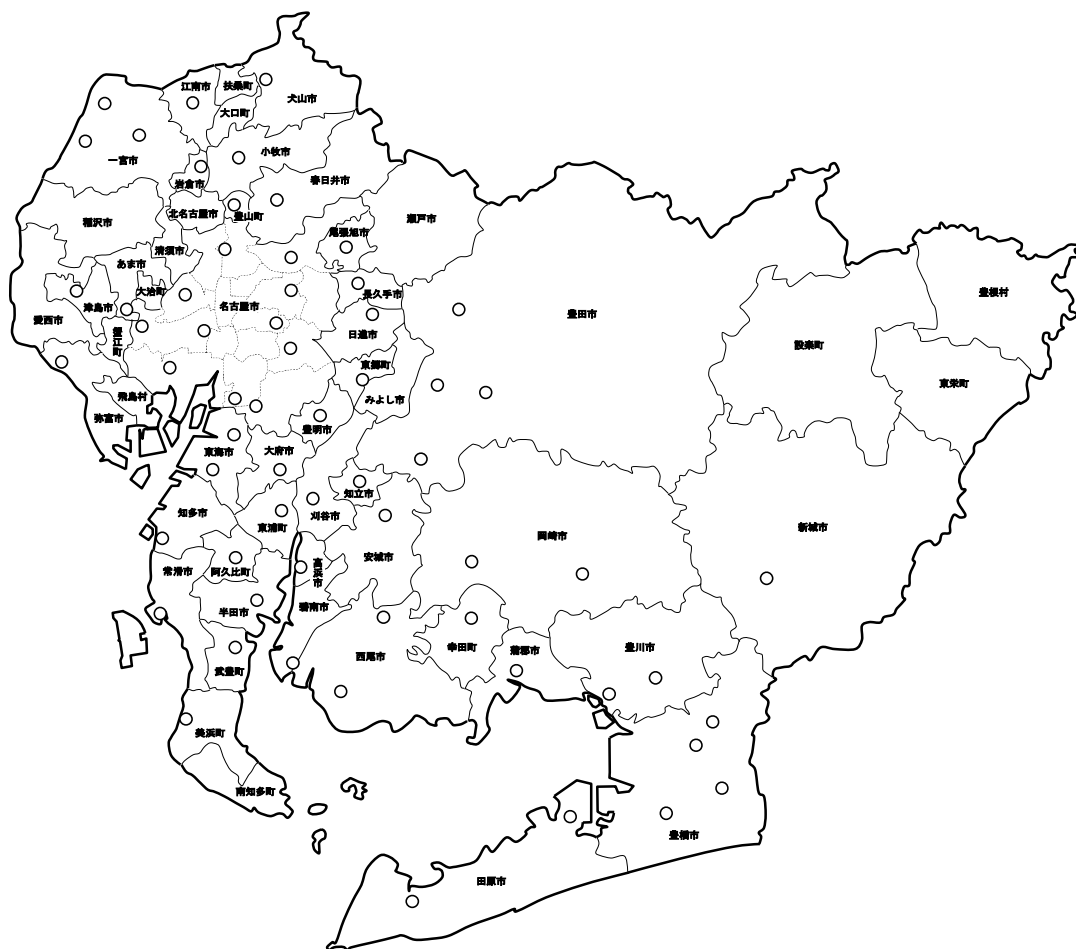 江南市
扶桑町
犬山市
大口町
一宮市
小牧市
岩倉市
春日井市
北名古屋市
豊山町
稲沢市
瀬戸市
尾張旭市
清須市
あま市
大治町
長久手市
豊根村
津島市
名古屋市
愛西市
豊田市
蟹江町
日進市
設楽町
東郷町
東栄町
みよし市
飛島村
弥富市
豊明市
東海市
大府市
知立市
知多市
刈谷市
東浦町
新城市
岡崎市
安城市
常滑市
阿久比町
高浜市
碧南市
半田市
幸田町
蒲郡市
豊川市
西尾市
武豊町
美浜町
南知多町
豊橋市
田原市